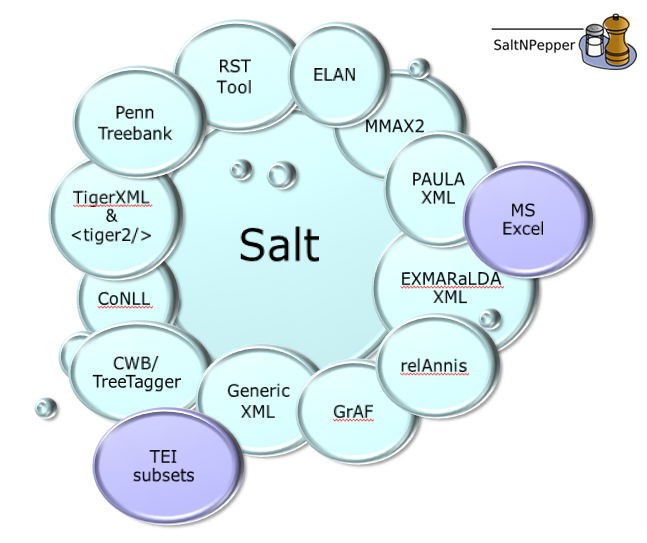 SaltNPepper
RST
Tool
ELAN
Penn
Treebank
MMAX2
PAULA
XML
MS
Excel
TigerXML
&
<tiger2/>
Salt
EXMARaLDA
XML
CoNLL
CWB/
TreeTagger
relAnnis
Generic
XML
GrAF
TEI
subsets